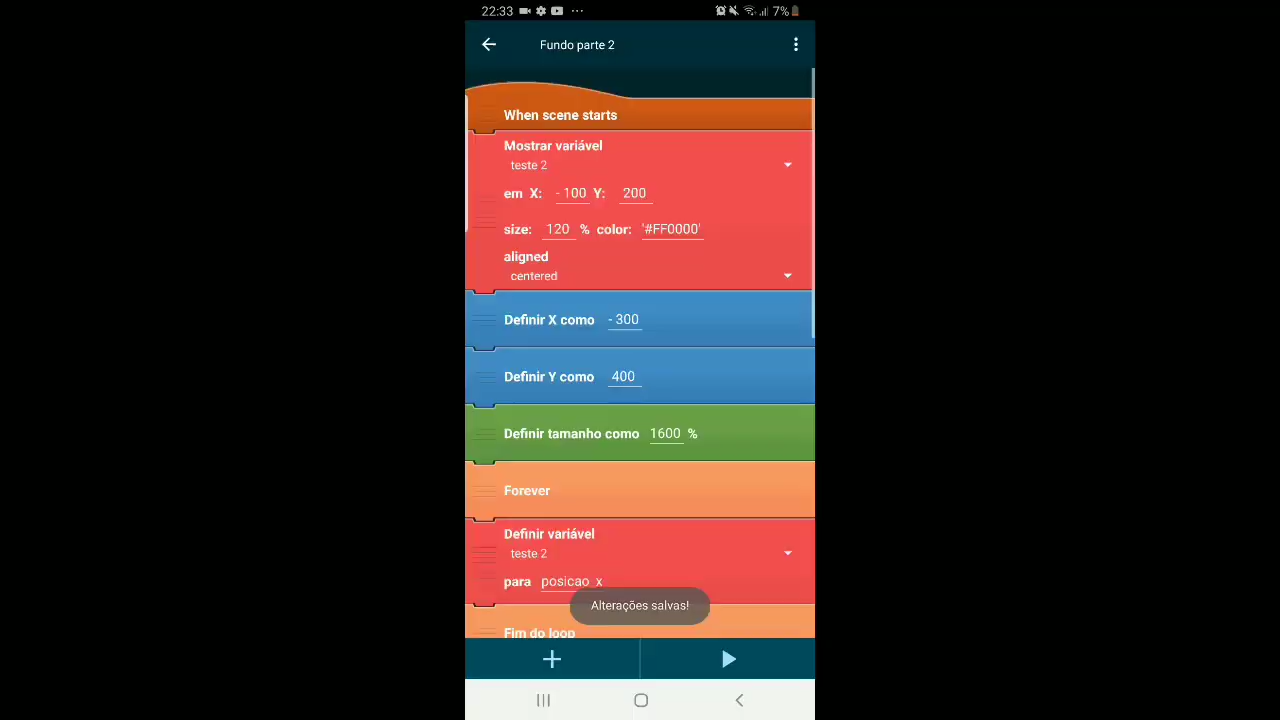 22:33 ... 7%
Fundo parte 2
When scene starts
Mostrar variável
teste 2
em X: - 100 Y: 200
size: 120 % color: '#FF0000'
aligned
centered
Definir X como - 300
Definir Y como 400
Definir tamanho como 1600 %
Forever
Definir variável
teste 2
para posicao_x
Alterações salvas!
Fim do loop